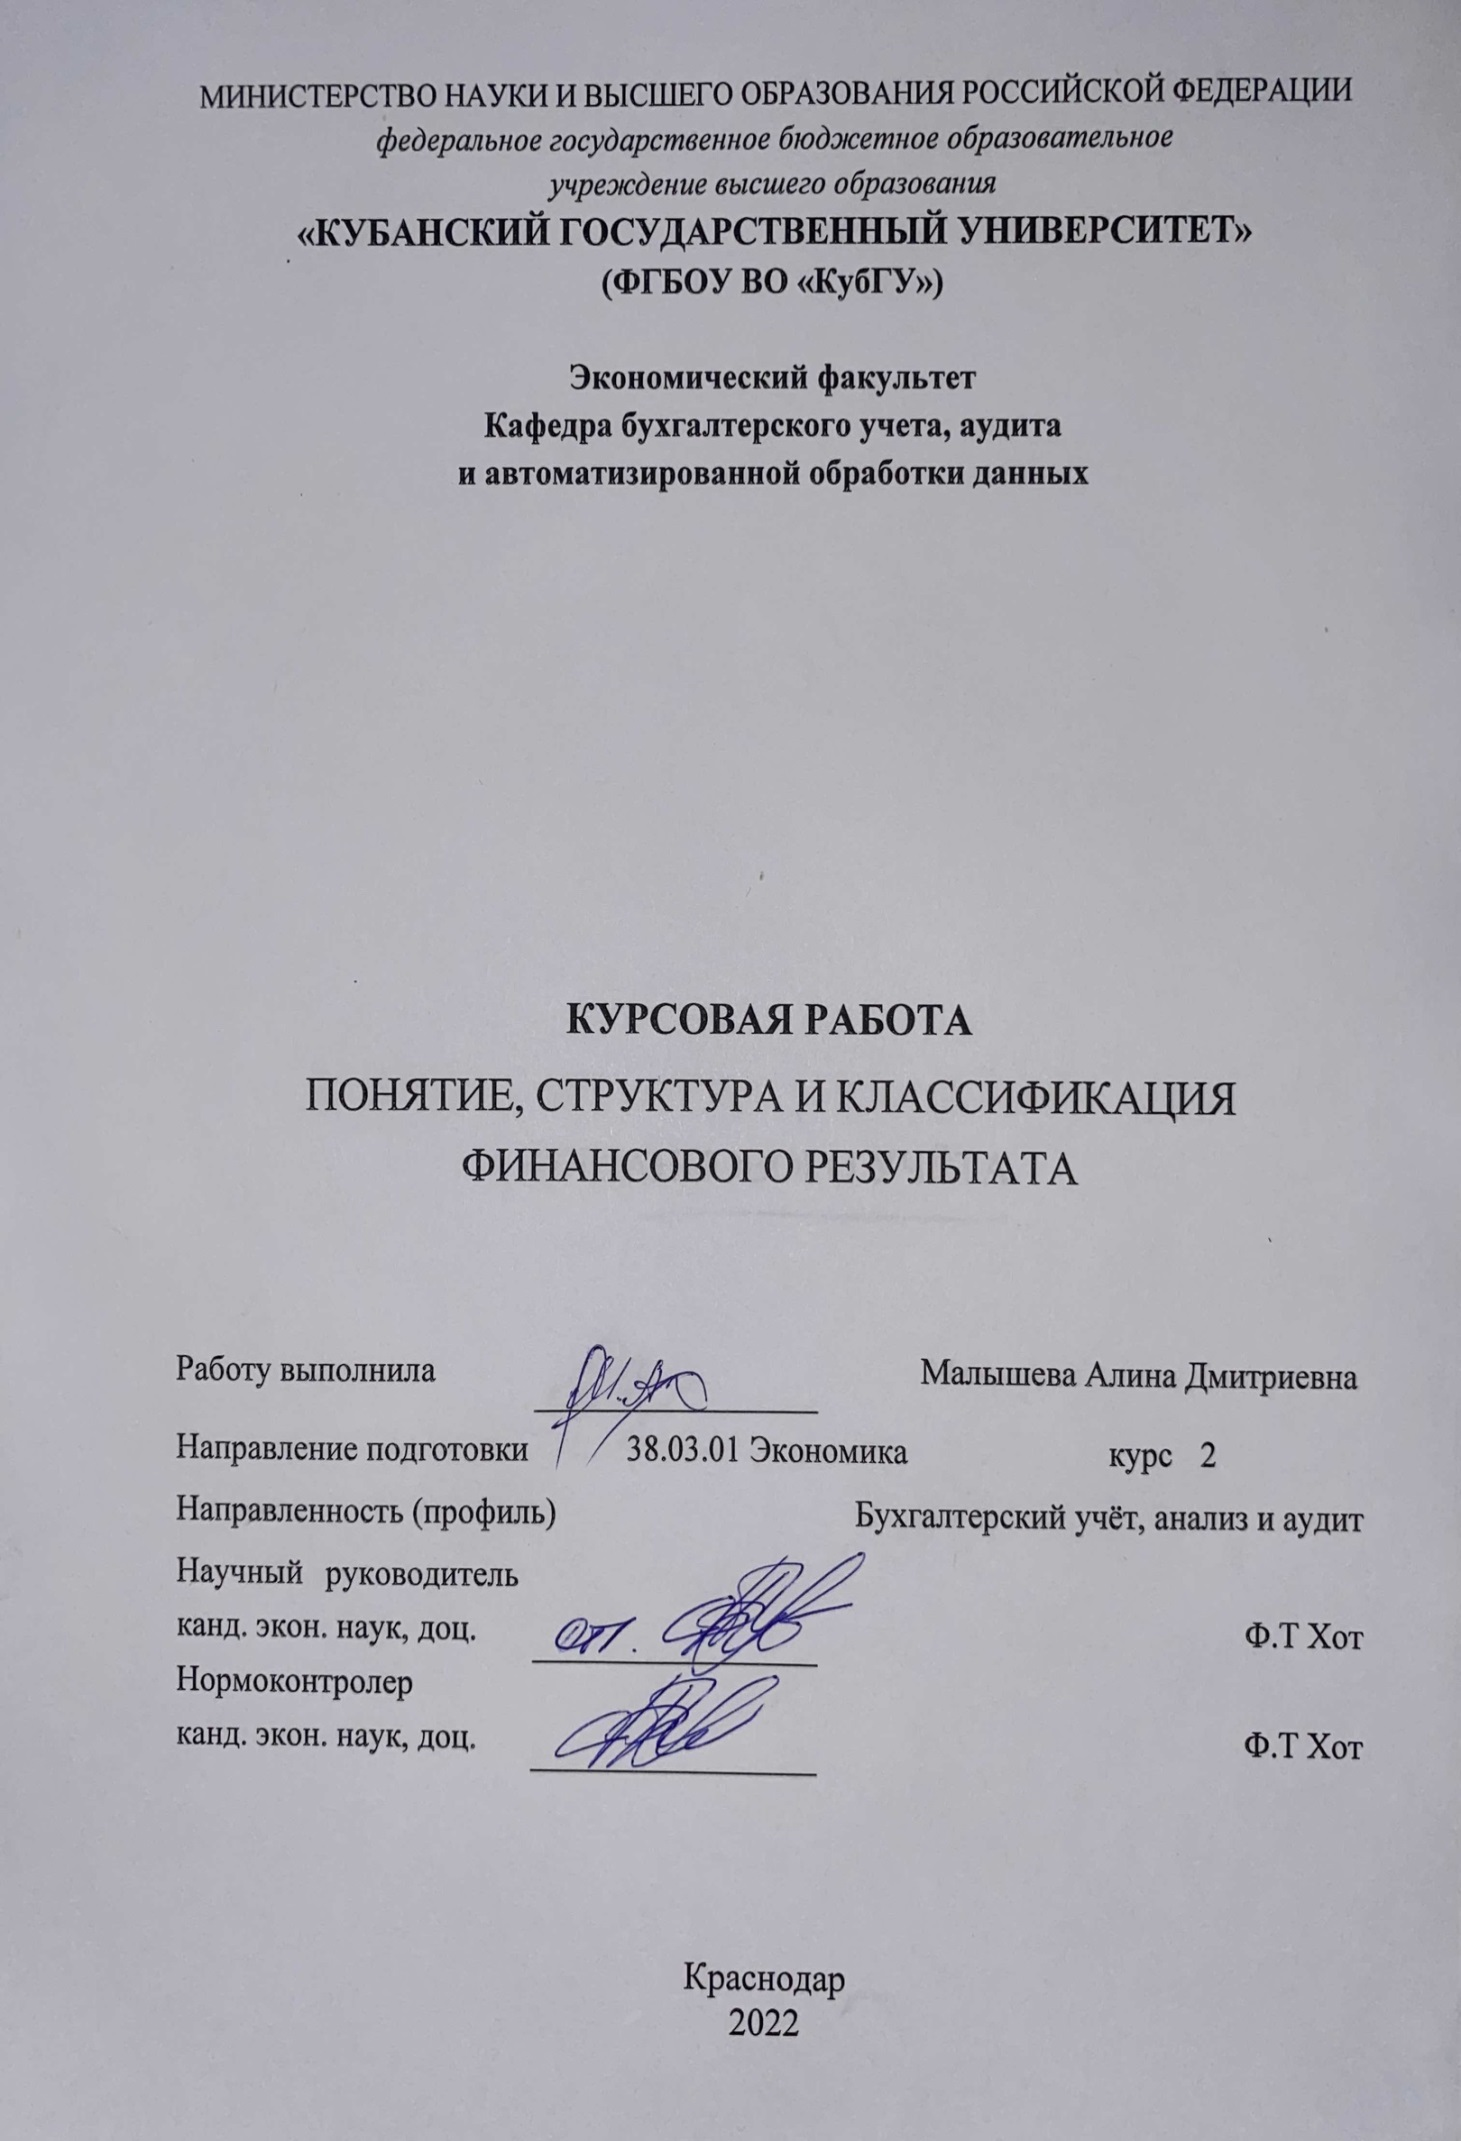 МИНИСТЕРСТВО НАУКИ И ВЫСШЕГО ОБРАЗОВАНИЯ РОССИЙСКОЙ ФЕДЕРАЦИИ
федеральное государственное бюджетное образовательное
учреждение высшего образования
«КУБАНСКИЙ ГОСУДАРСТВЕННЫЙ УНИВЕРСИТЕТ»
(ФГБОУ ВО «КубГУ»)
Экономический факультет
Кафедра бухгалтерского учета, аудита
и автоматизированной обработки данных
КУРСОВАЯ РАБОТА
ПОНЯТИЕ, СТРУКТУРА И КЛАССИФИКАЦИЯ
ФИНАНСОВОГО РЕЗУЛЬТАТА
Работу выполнила Малышева Алина Дмитриевна
Направление подготовки 38.03.01 Экономика курс 2
Направленность (профиль) Бухгалтерский учёт, анализ и аудит
Научный руководитель
канд. экон. наук, доц. отл. Ф.Т Хот
Нормоконтролер
канд. экон. наук, доц. Ф.Т Хот
Краснодар
2022